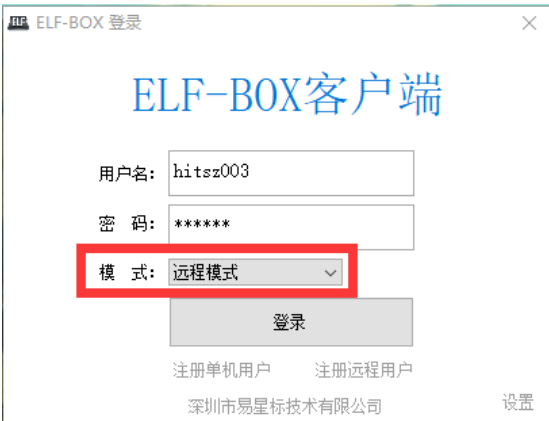 ELF ELF-BOX 登录
ELF-BOX客户端
用户名: hitsz003
密 码: ******
模 式: 远程模式
登录
注册单机用户 注册远程用户
深圳市易星标技术有限公司 设置